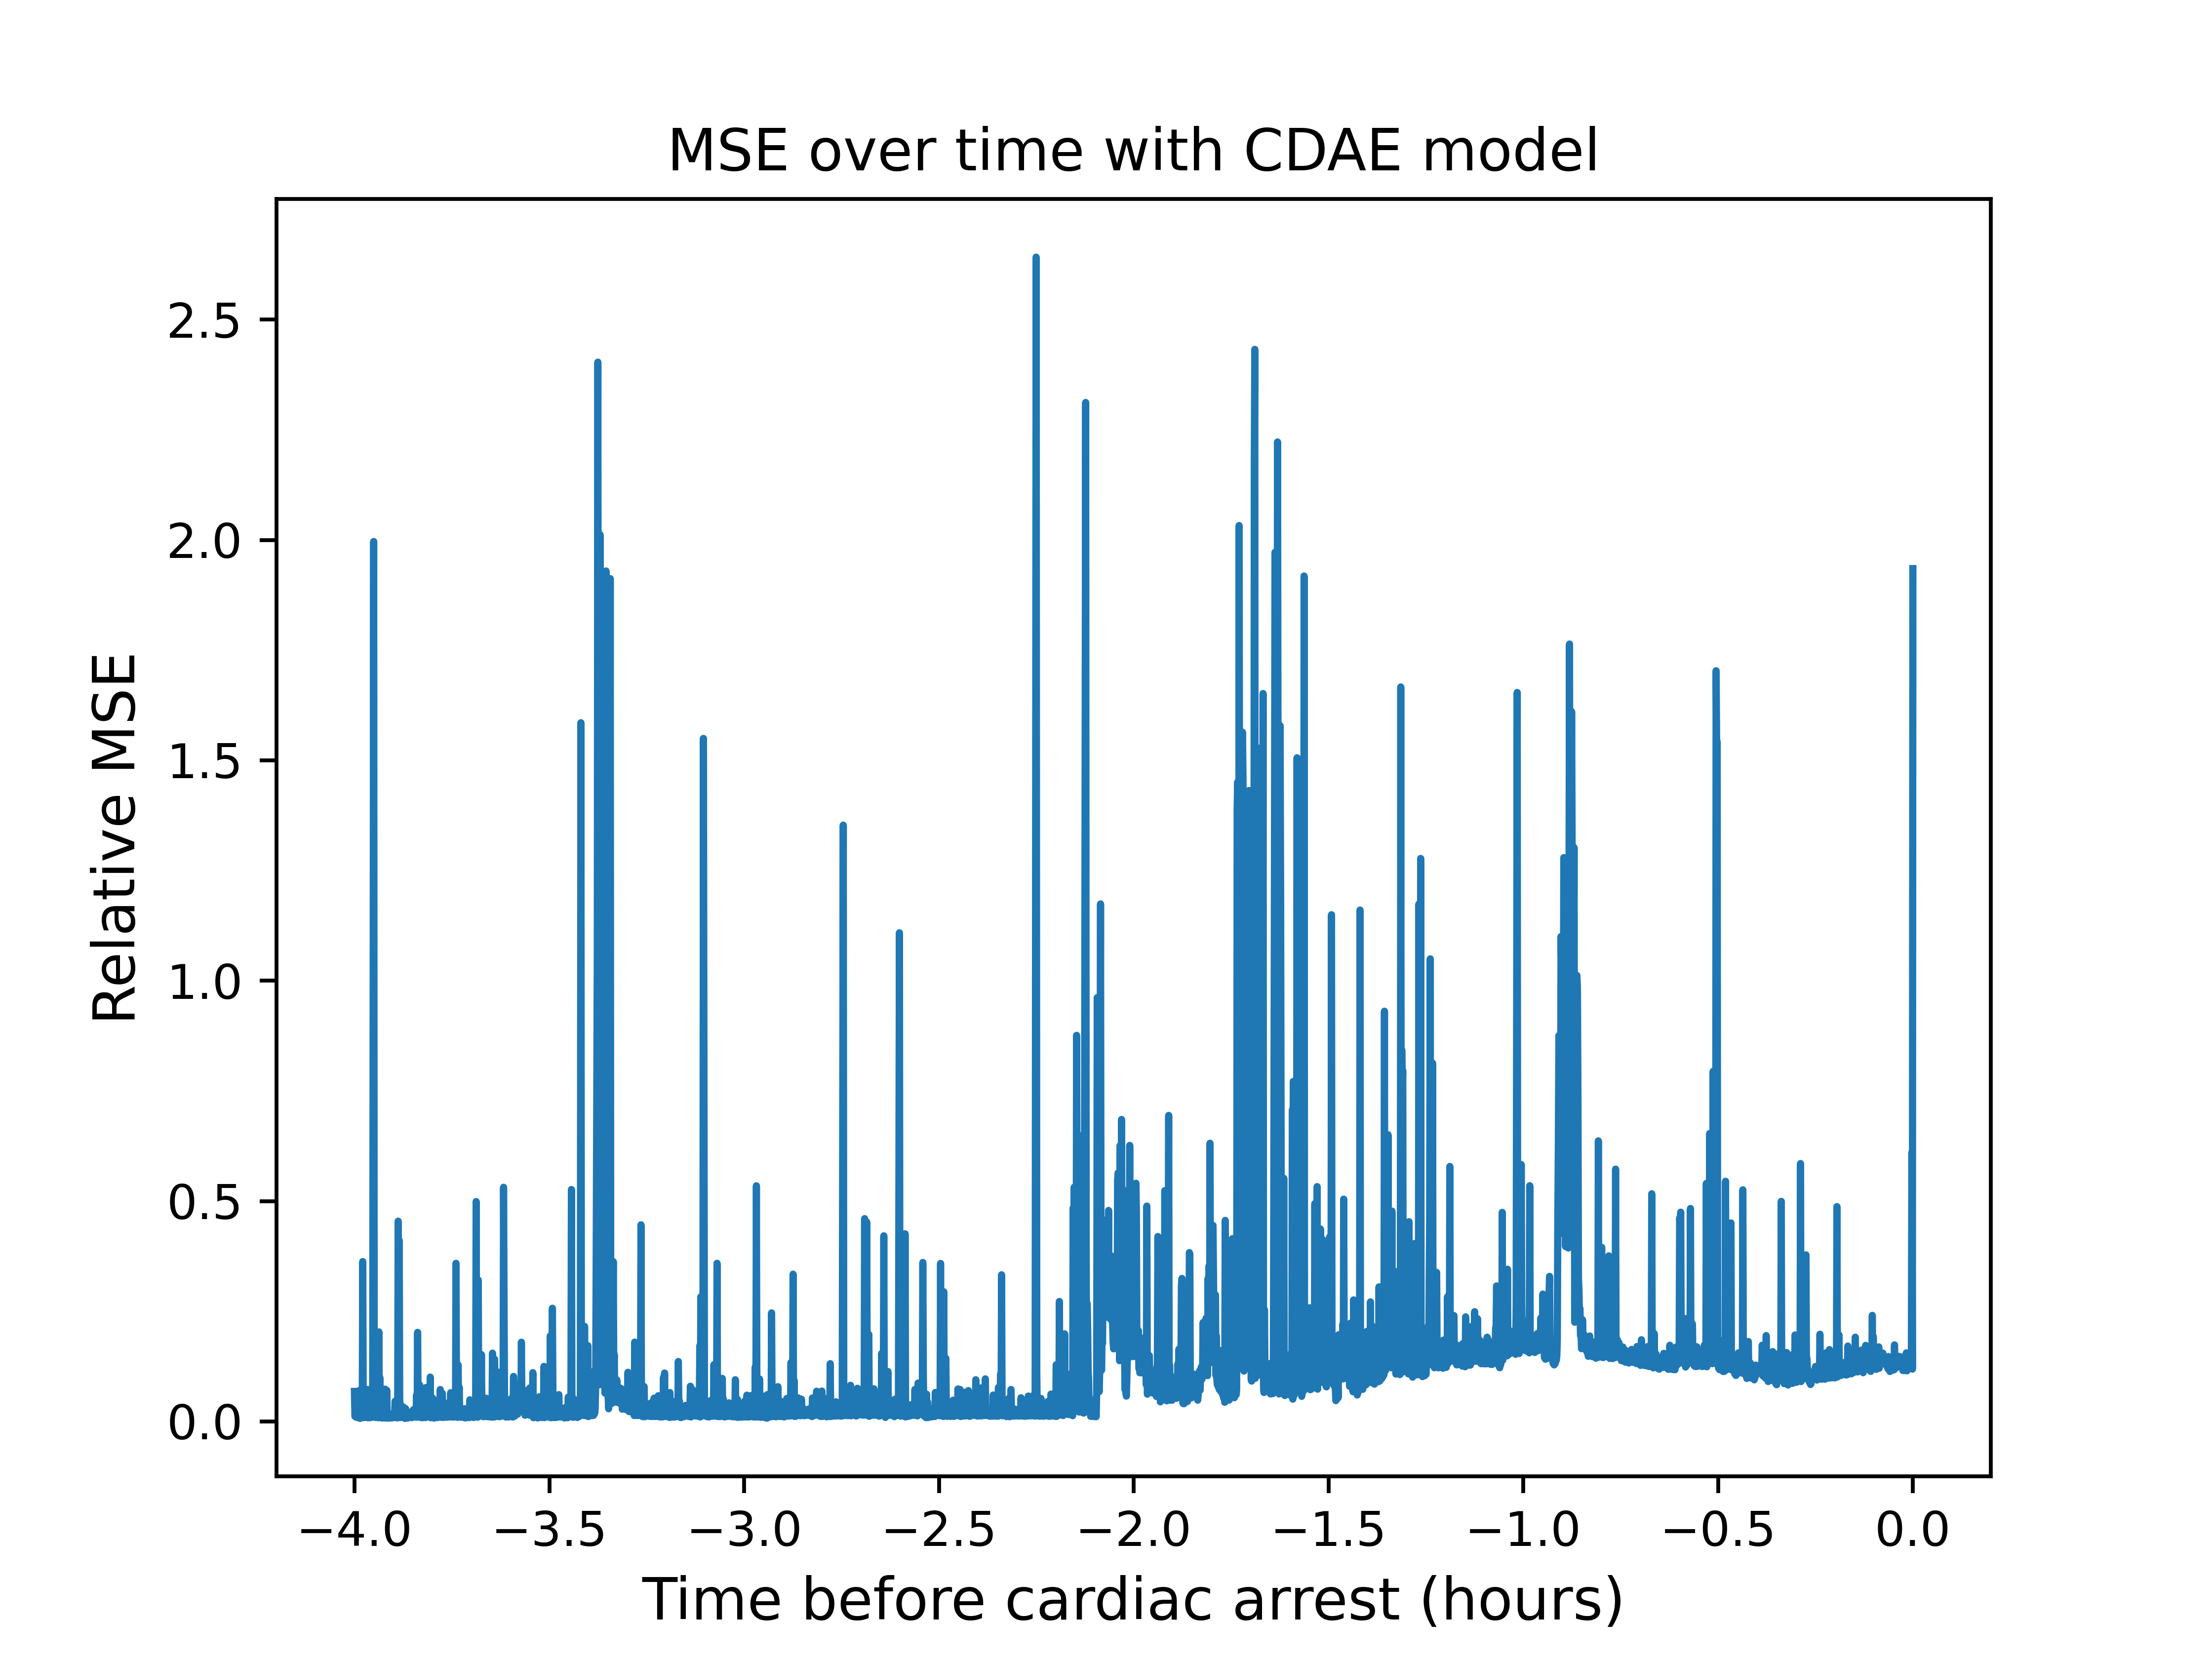 MSE over time with CDAE model
Relative MSE
2.5
2.0
1.5
1.0
0.5
0.0
−4.0 −3.5 −3.0 −2.5 −2.0 −1.5 −1.0 −0.5 0.0
Time before cardiac arrest (hours)